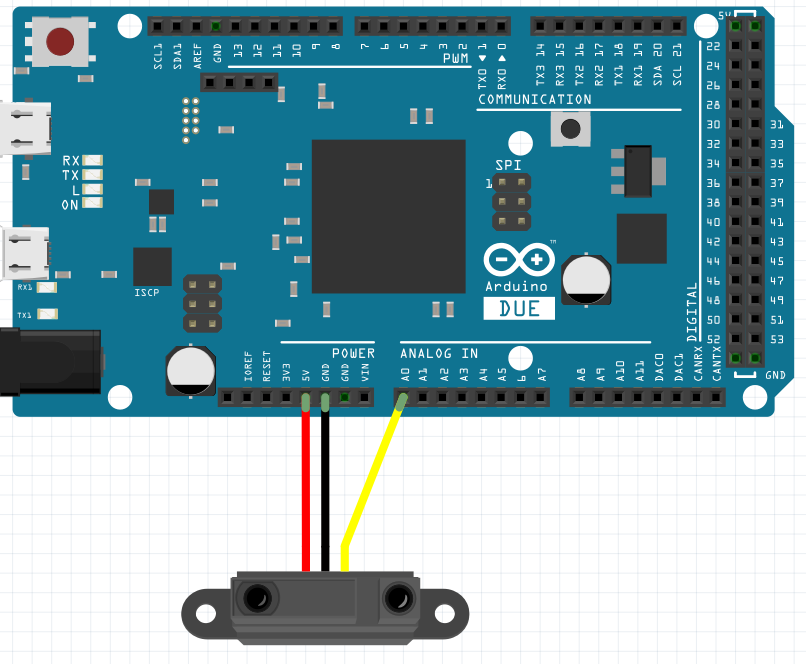 5V
SCL1 SDA1 AREF GND 13 12 11 10 9 8 7 6 5 4 3 2 TX0 ◀ 1 RX0 ▶ 0 TX3 14 RX3 15 TX2 16 RX2 17 TX1 18 RX1 19 SDA 20 SCL 21
PWM
COMMUNICATION
22
24
26
28
30 31
32 33
34 35
36 37
38 39
40 41
42 43
44 45
46 47
48 49
50 51
52 53
DIGITAL
GND
RX
TX
L
ON
SPI
1
™
Arduino
DUE
ISCP
RX1
TX1
POWER
ANALOG IN
IOREF RESET 3V3 5V GND GND VIN A0 A1 A2 A3 A4 A5 6 A7 A8 A9 A10 A11 DAC0 DAC1 CANRX CANTX